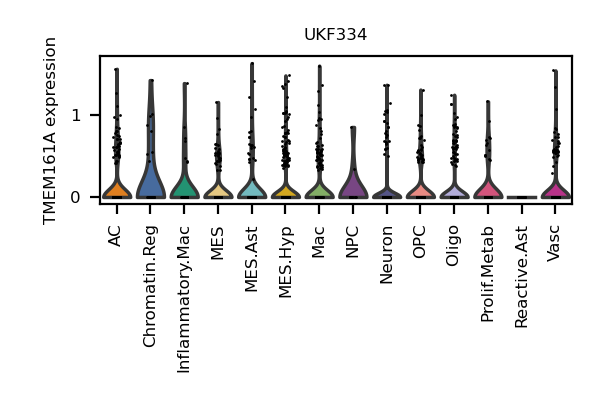 UKF334
TMEM161A expression
1
0
AC
Chromatin.Reg
Inflammatory.Mac
MES
MES.Ast
MES.Hyp
Mac
NPC
Neuron
OPC
Oligo
Prolif.Metab
Reactive.Ast
Vasc